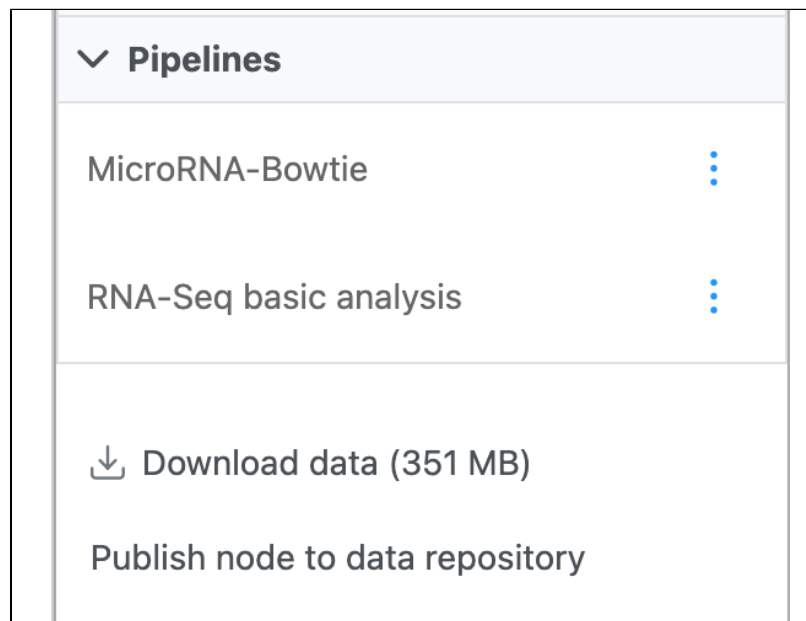 Pipelines
MicroRNA-Bowtie
RNA-Seq basic analysis
Download data (351 MB)
Publish node to data repository